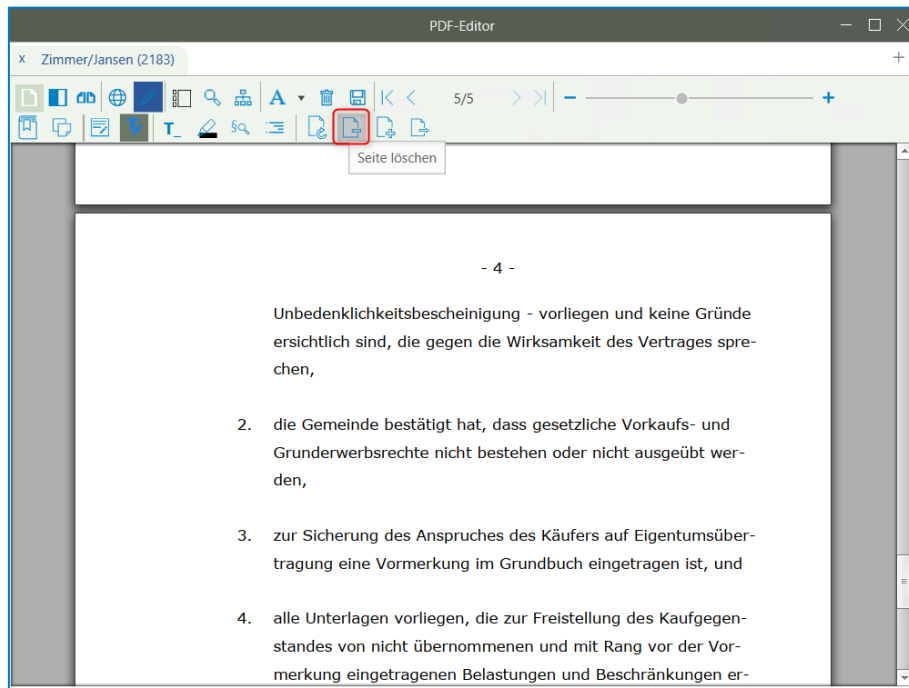 PDF-Editor
x Zimmer/Jansen (2183)
A 5/5
T_ §
Seite löschen
- 4 -
Unbedenklichkeitsbescheinigung - vorliegen und keine Gründe
ersichtlich sind, die gegen die Wirksamkeit des Vertrages spre-
chen,
2. die Gemeinde bestätigt hat, dass gesetzliche Vorkaufs- und
Grunderwerbsrechte nicht bestehen oder nicht ausgeübt wer-
den,
3. zur Sicherung des Anspruches des Käufers auf Eigentumsüber-
tragung eine Vormerkung im Grundbuch eingetragen ist, und
4. alle Unterlagen vorliegen, die zur Freistellung des Kaufgegen-
standes von nicht übernommenen und mit Rang vor der Vor-
merkung eingetragenen Belastungen und Beschränkungen er-